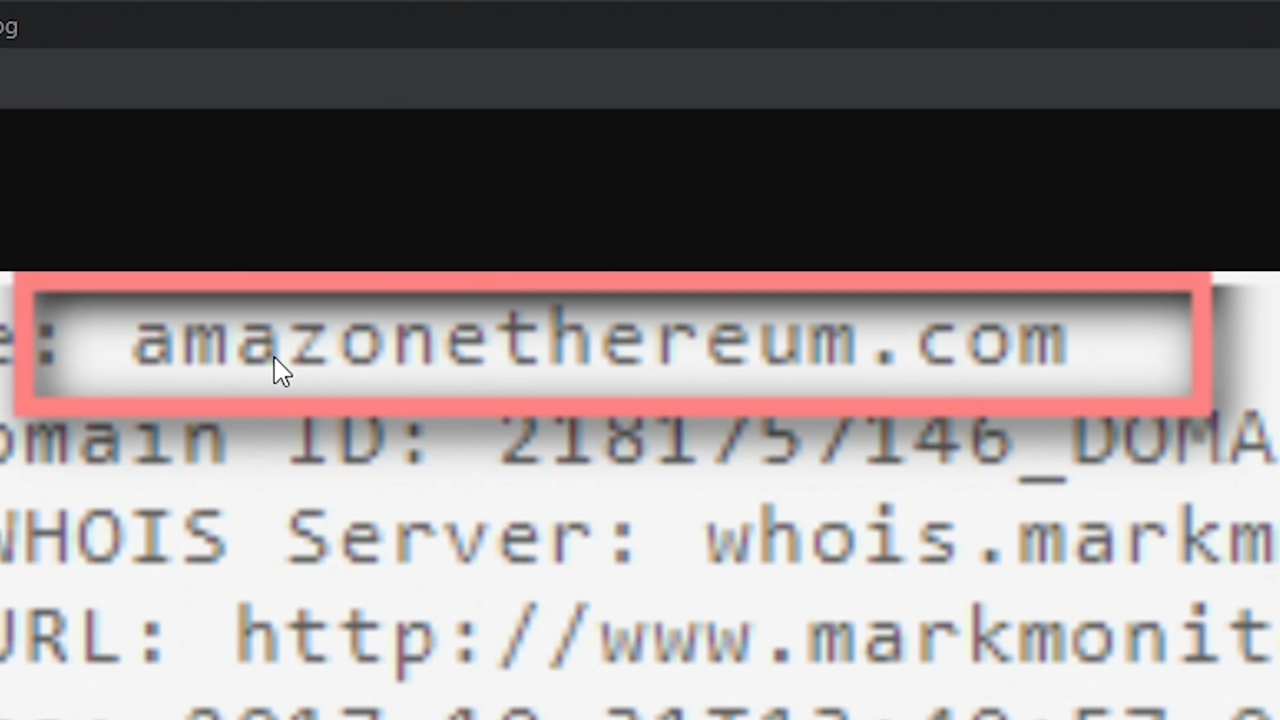 og
e: amazonethereum.com
omain ID: 2181757146_DOMA
WHOIS Server: whois.markm
URL: http://www.markmonit